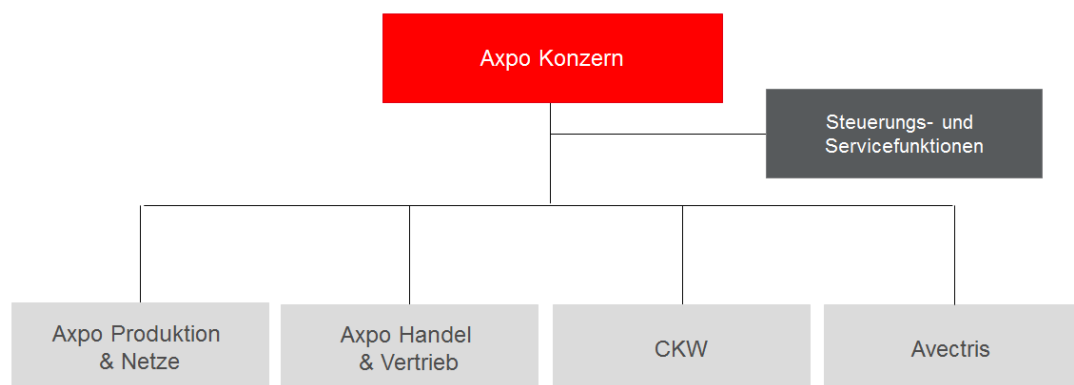 Axpo Konzern
Steuerungs- und
Servicefunktionen
Axpo Produktion
& Netze
Axpo Handel
& Vertrieb
CKW
Avectris